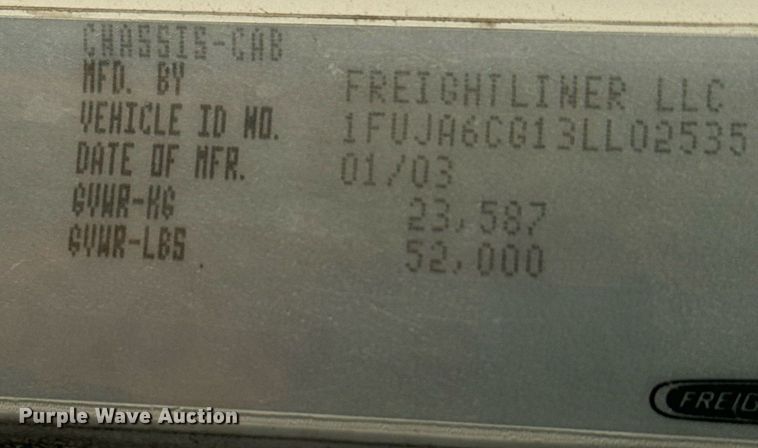 CHASSIS-CAB
MFD. BY FREIGHTLINER LLC
VEHICLE ID NO. 1FUJA6CG13LL02535
DATE OF MFR. 01/03
GVWR-KG 23,587
GVWR-LBS 52,000
FREIG
Purple Wave Auction